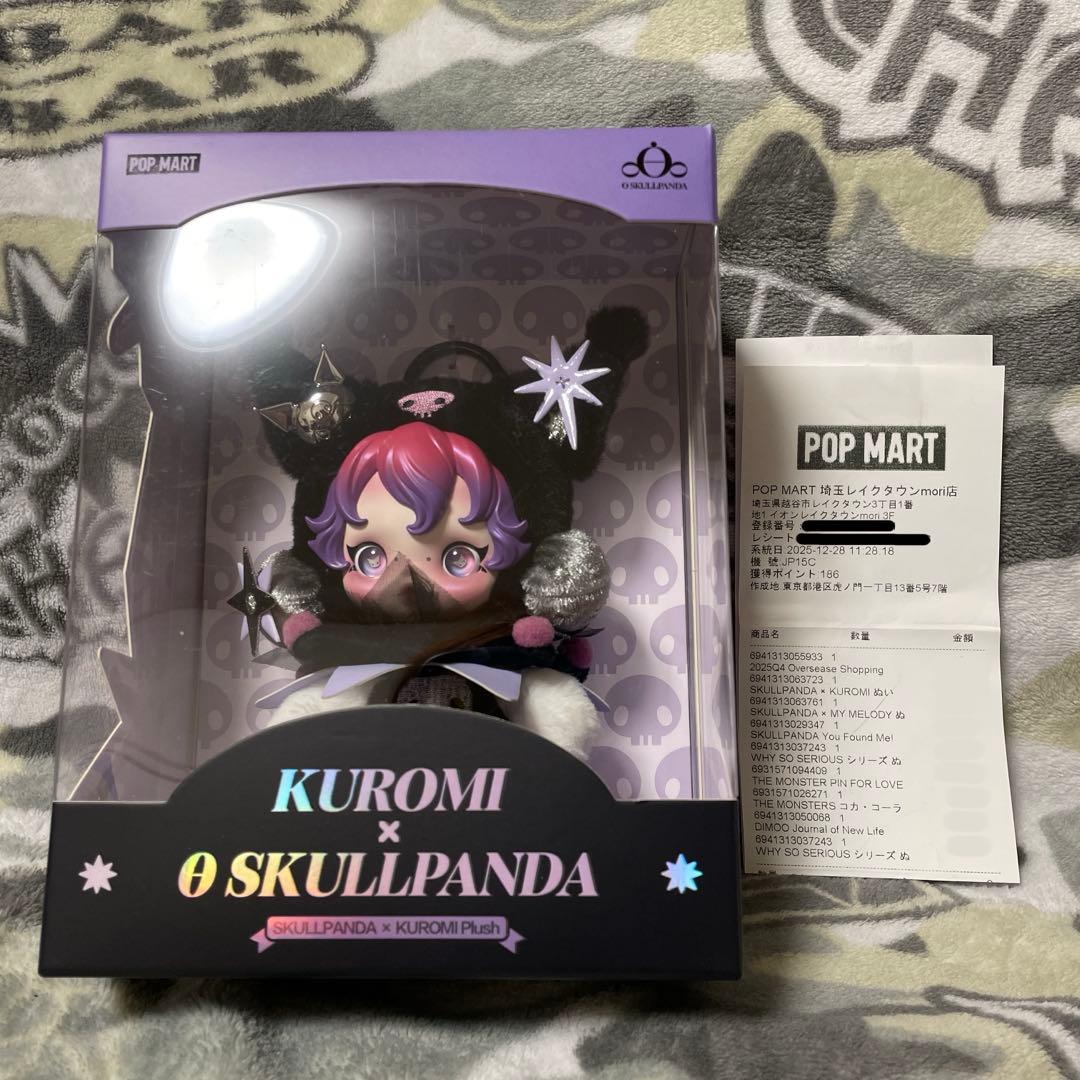 POP MART
SKULLPANDA
KUROMI
×
SKULLPANDA
SKULLPANDA × KUROMI Plush
POP MART
POP MART 埼玉レイクタウンmori店
埼玉県越谷市レイクタウン3丁目1番
地1 イオンレイクタウンmori 3F
登録番号:
レシート
系統日:2025-12-28 11:28:18
機 號:JP15C
獲得ポイント:186
作成地:東京都港区虎ノ門一丁目13番5号7階
商品名 数量 金額
6941313055933 1
2025Q4 Oversease Shopping
6941313063723 1
SKULLPANDA × KUROMI ぬい
6941313063761 1
SKULLPANDA × MY MELODY ぬ
6941313029347 1
SKULLPANDA You Found Me!
6941313037243 1
WHY SO SERIOUS シリーズ ぬ
6931571094409 1
THE MONSTER PIN FOR LOVE
6931571026271 1
THE MONSTERS コカ・コーラ
6941313050068 1
DIMOO Journal of New Life
6941313037243 1
WHY SO SERIOUS シリーズ ぬ